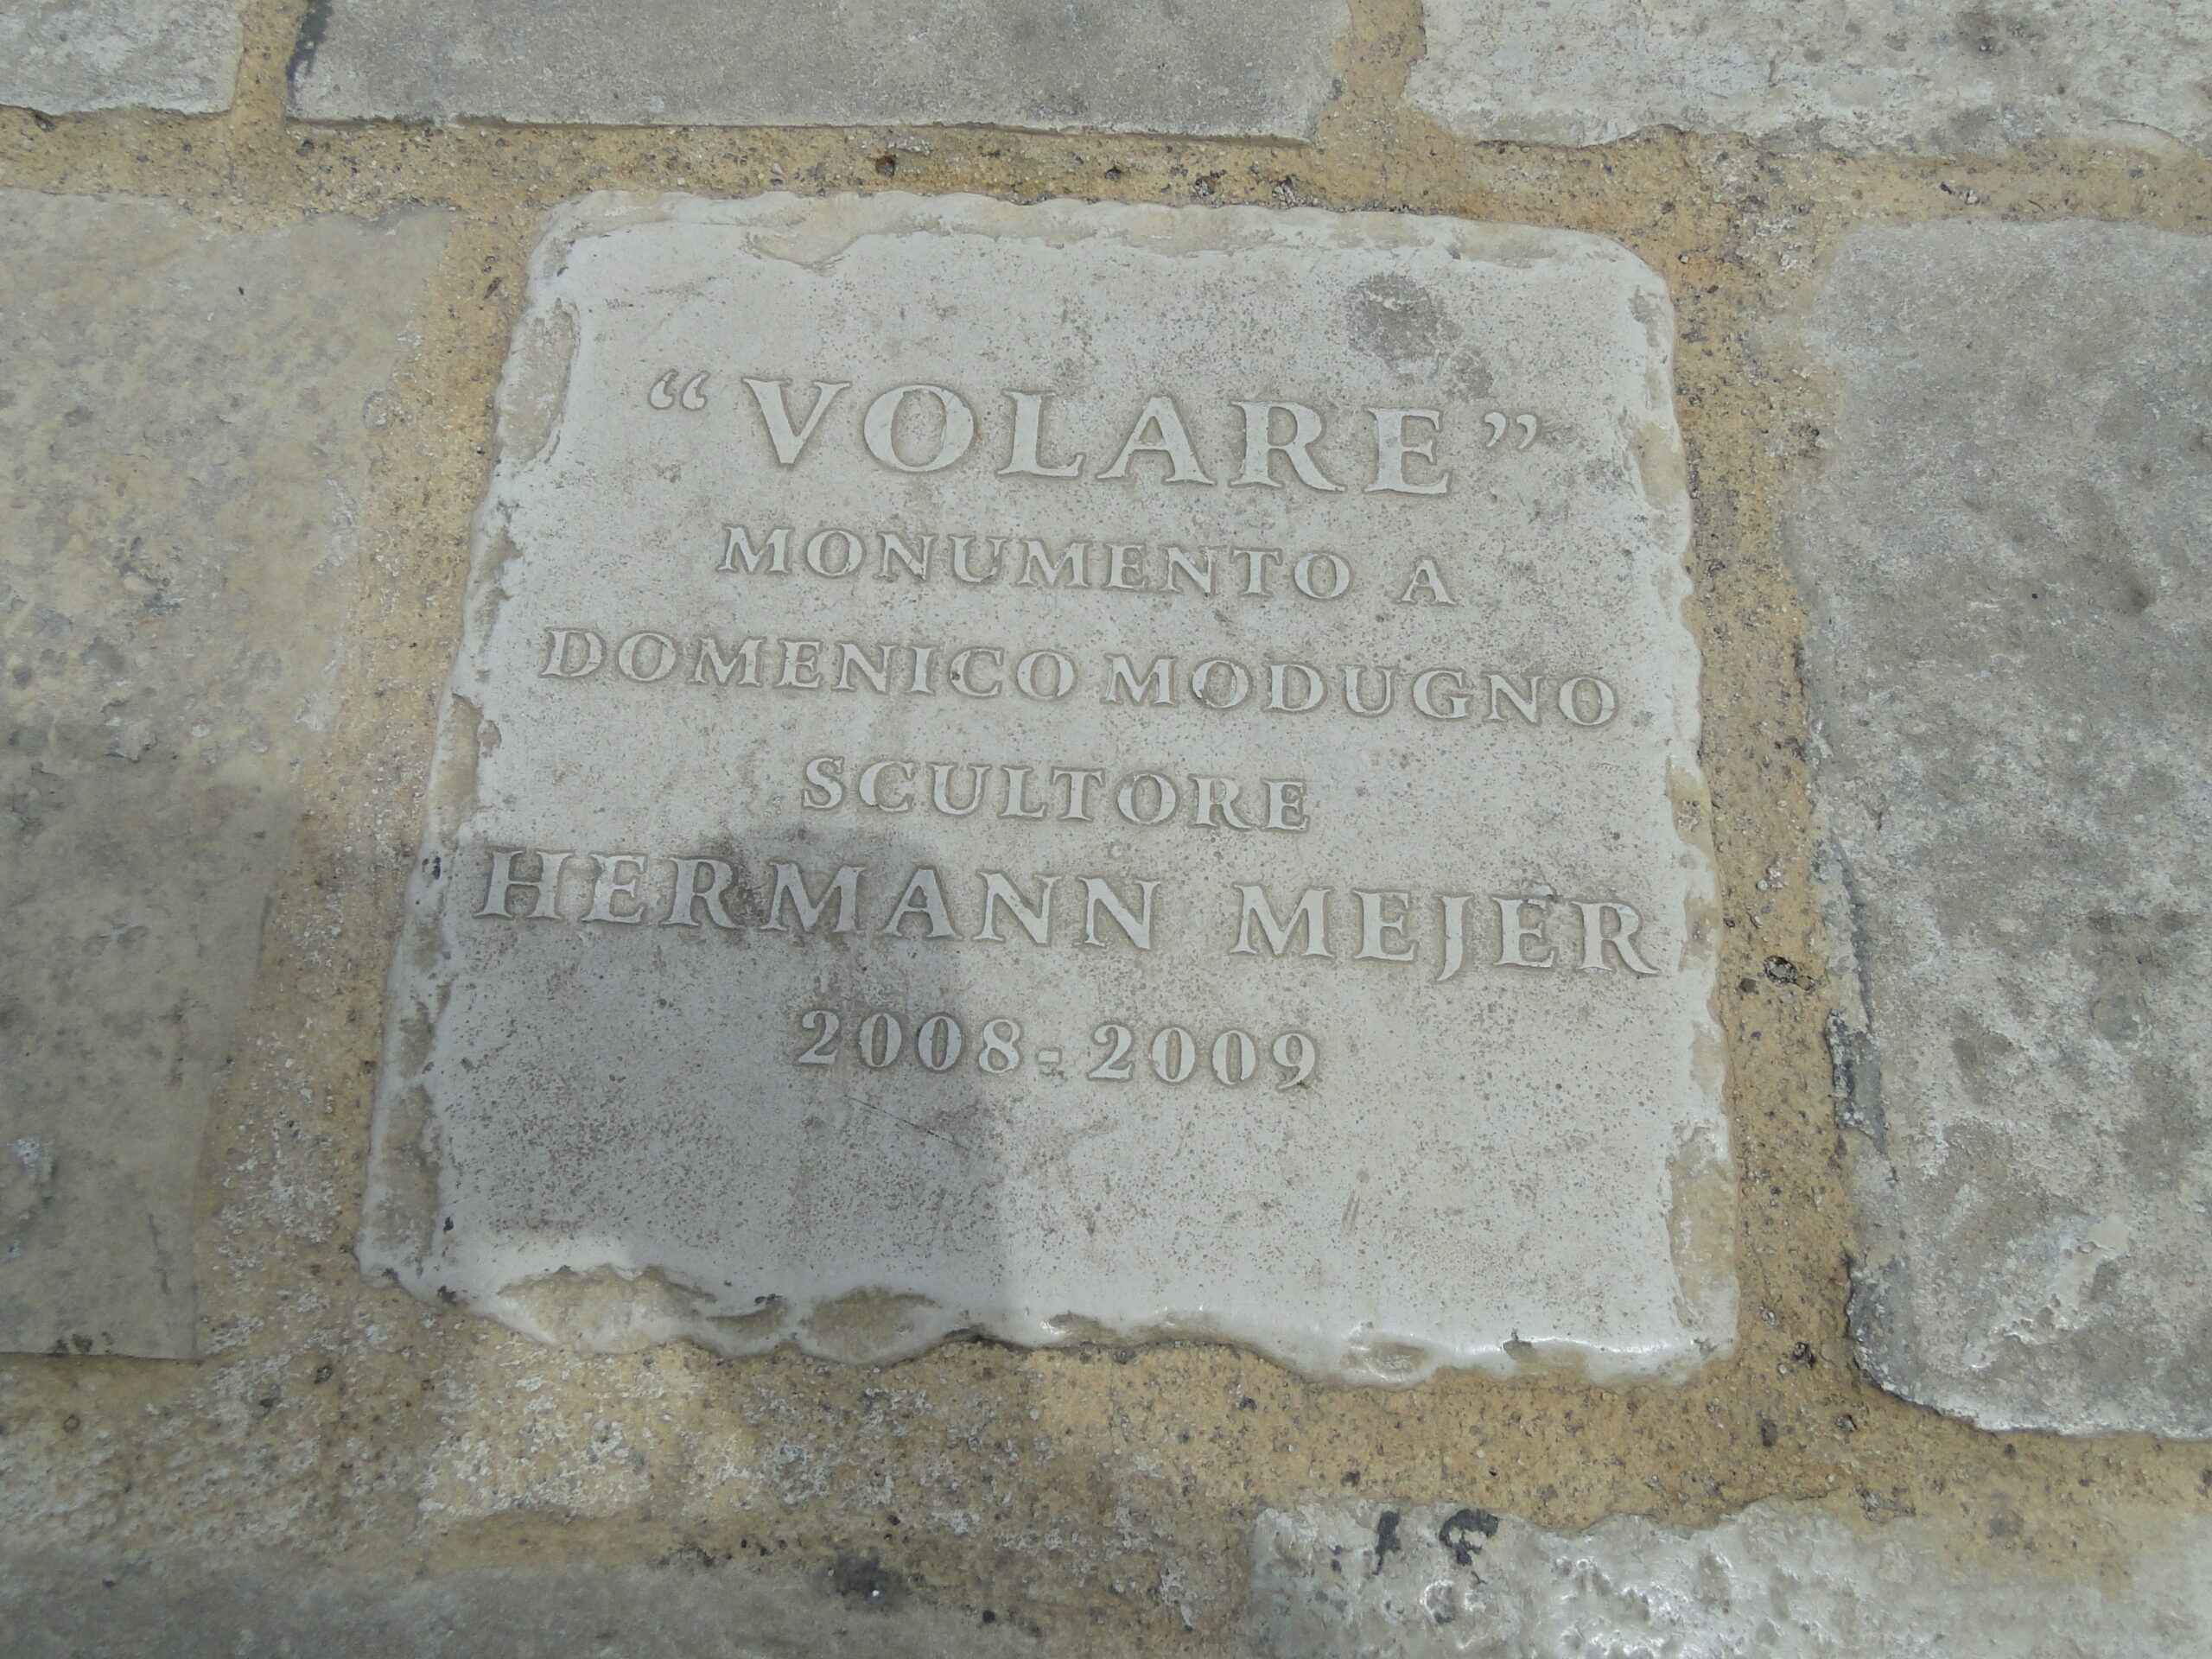 “VOLARE”
MONUMENTO A
DOMENICO MODUGNO
SCULTORE
HERMANN MEJER
2008-2009